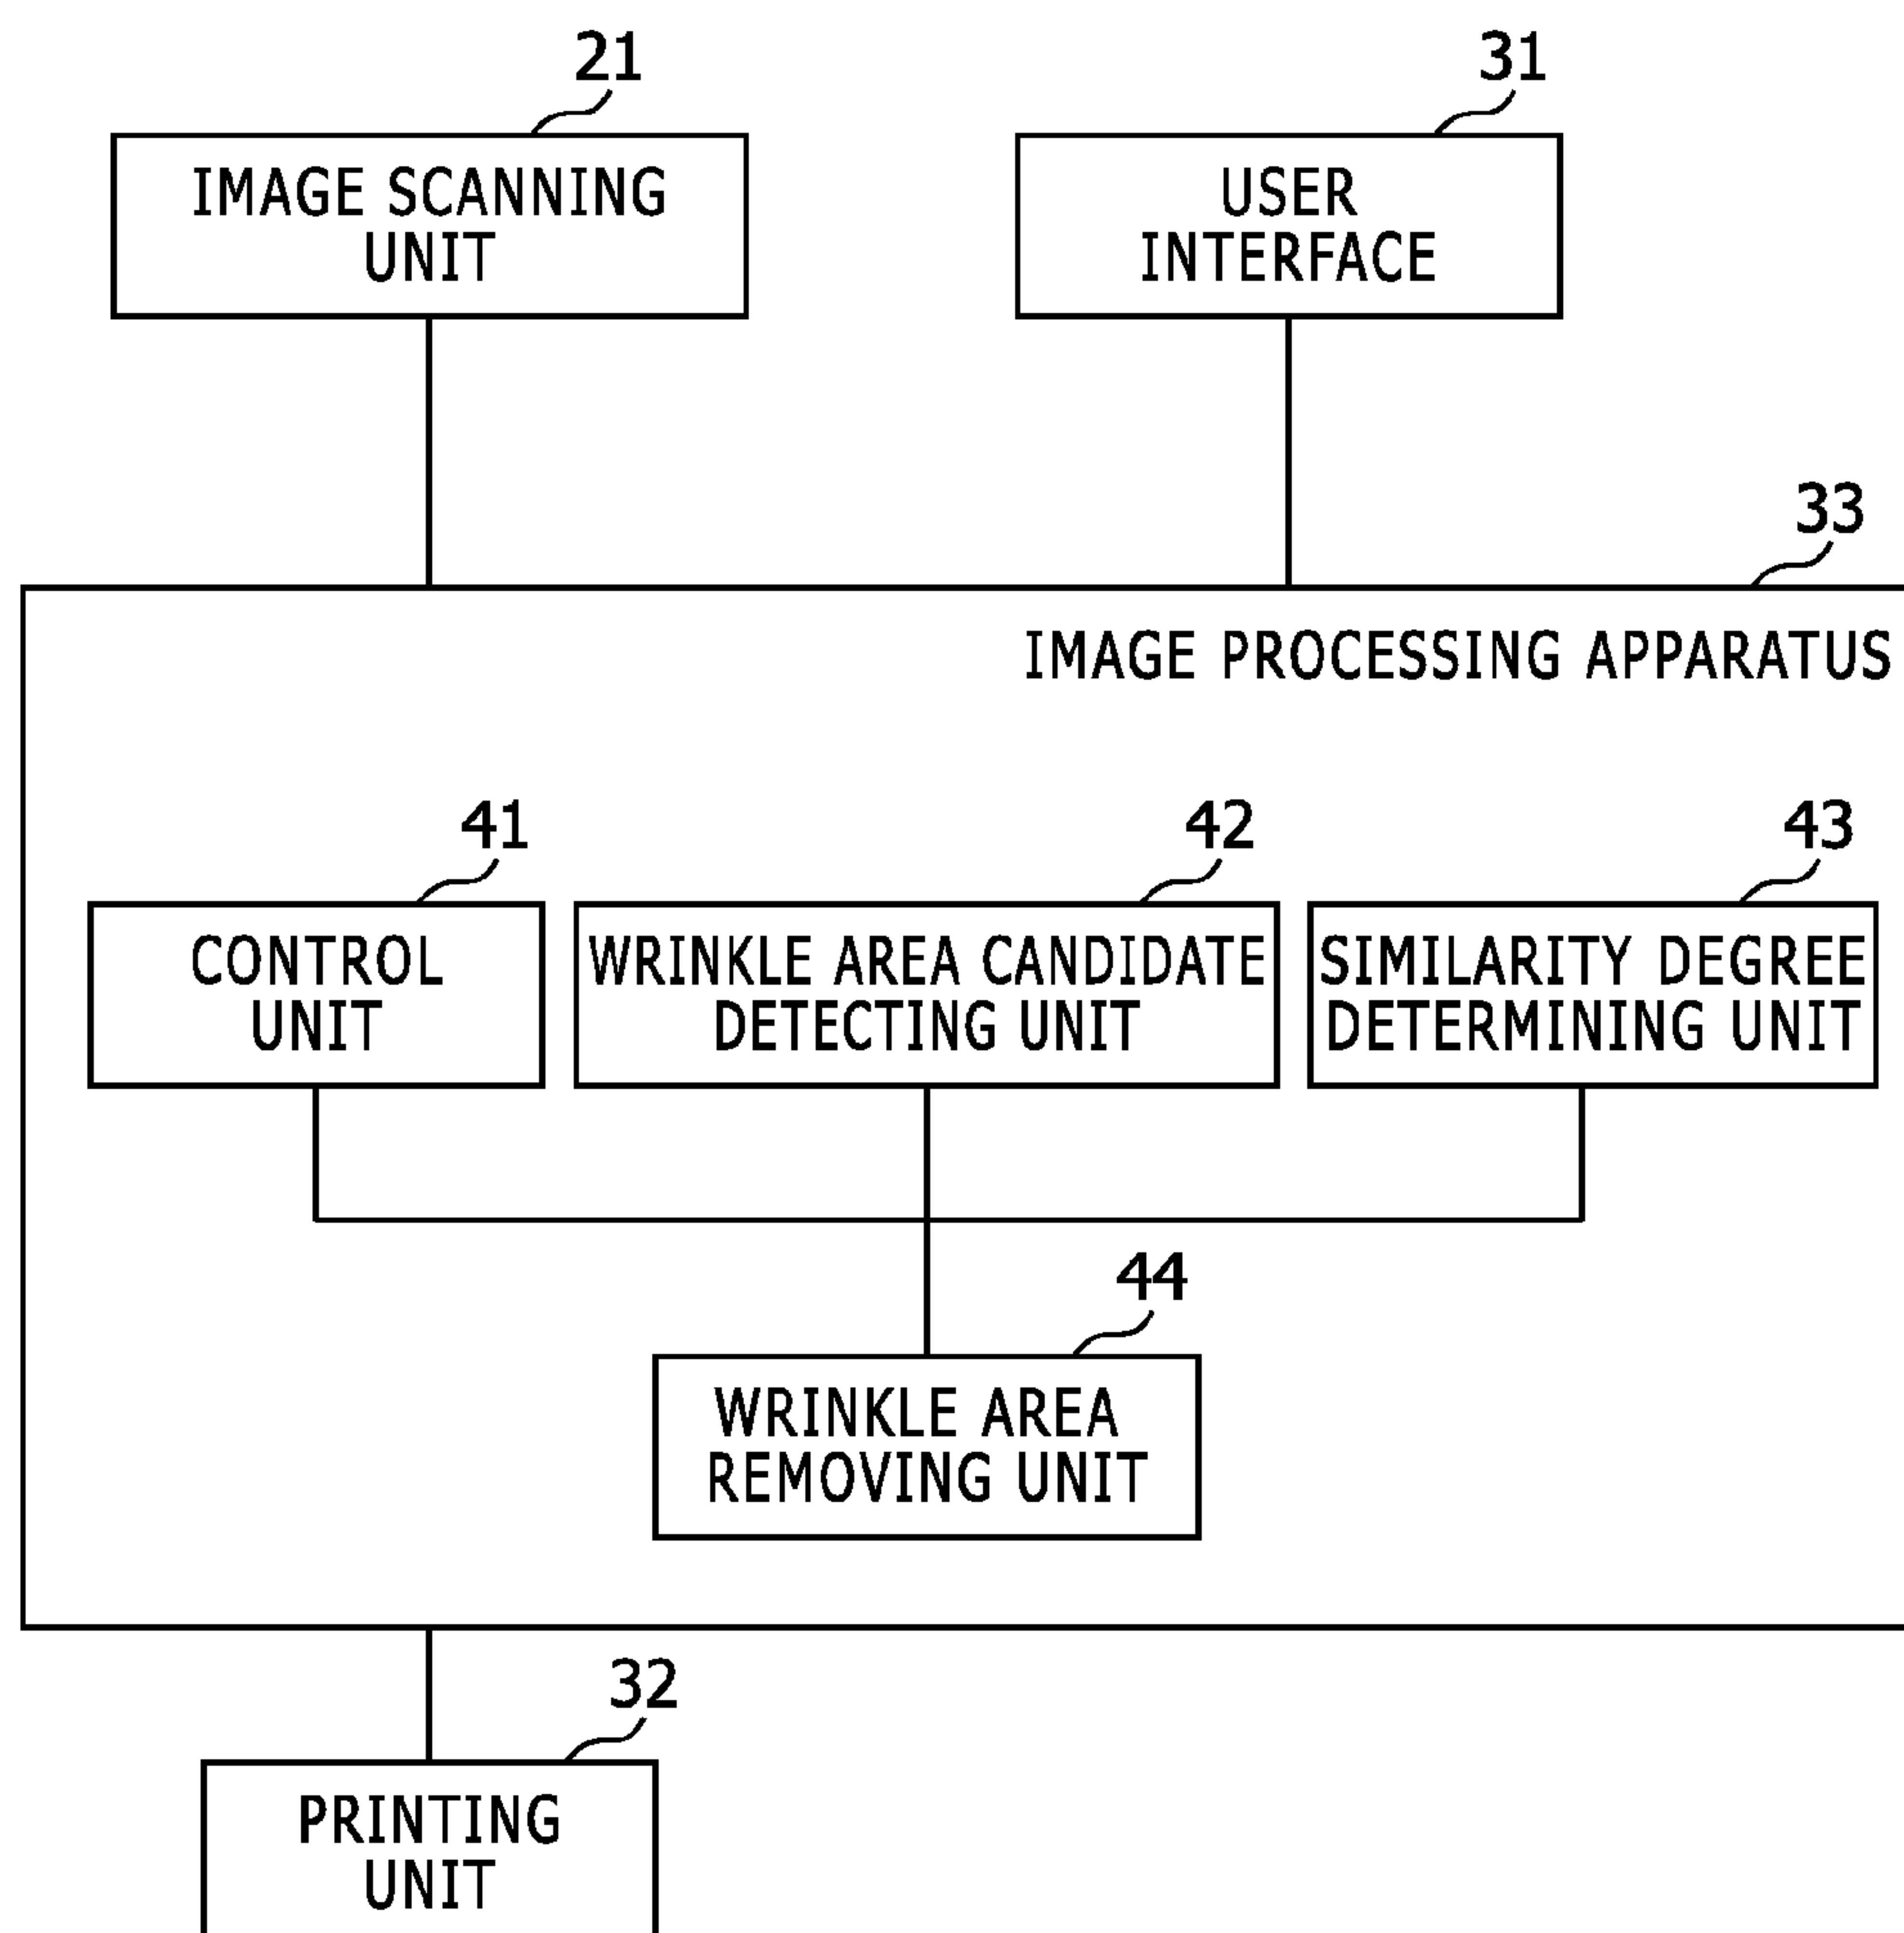 21
IMAGE SCANNING
UNIT
31
USER
INTERFACE
33
IMAGE PROCESSING APPARATUS
41
CONTROL
UNIT
42
WRINKLE AREA CANDIDATE
DETECTING UNIT
43
SIMILARITY DEGREE
DETERMINING UNIT
44
WRINKLE AREA
REMOVING UNIT
32
PRINTING
UNIT